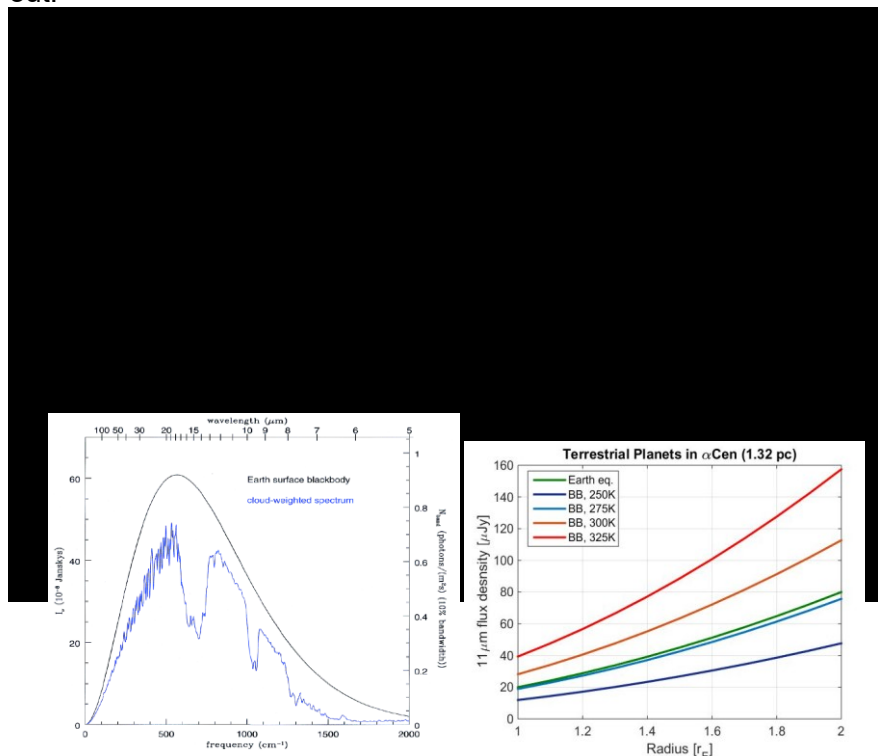 wavelength (μm)
100 50 30 20 15 10 9 8 7 6 5
60
40
20
0
I_ν (10⁻⁶ Janskys)
Earth surface blackbody
cloud-weighted spectrum
1
0.8
0.6
0.4
0.2
(photons/(m²s) (10% bandwidth))
0 500 1000 1500 2000
frequency (cm⁻¹)
Terrestrial Planets in αCen (1.32 pc)
160
140
120
100
80
60
40
20
0
11μm flux desnsity [μJy]
Earth eq.
BB, 250K
BB, 275K
BB, 300K
BB, 325K
1 1.2 1.4 1.6 1.8 2
Radius [r_E]